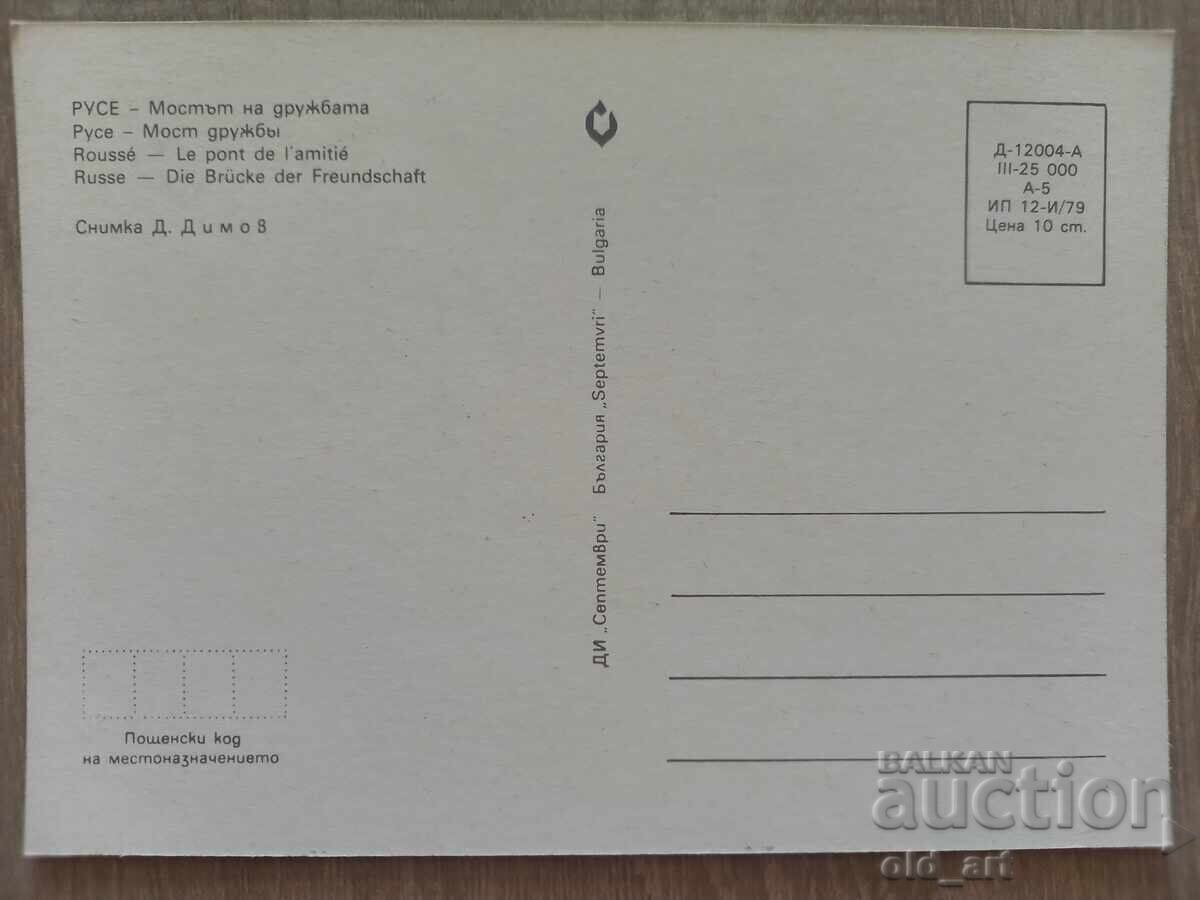 РУСЕ – Мостът на дружбата
Русе – Мост дружбы
Roussé — Le pont de l'amitié
Russe — Die Brücke der Freundschaft
Снимка Д. Димов
ДИ „Септември" България „Septemvri" — Bulgaria
Д-12004-А
III-25 000
А-5
ИП 12-И/79
Цена 10 ст.
Пощенски код
на местоназначението
BALKAN
auction
old_art